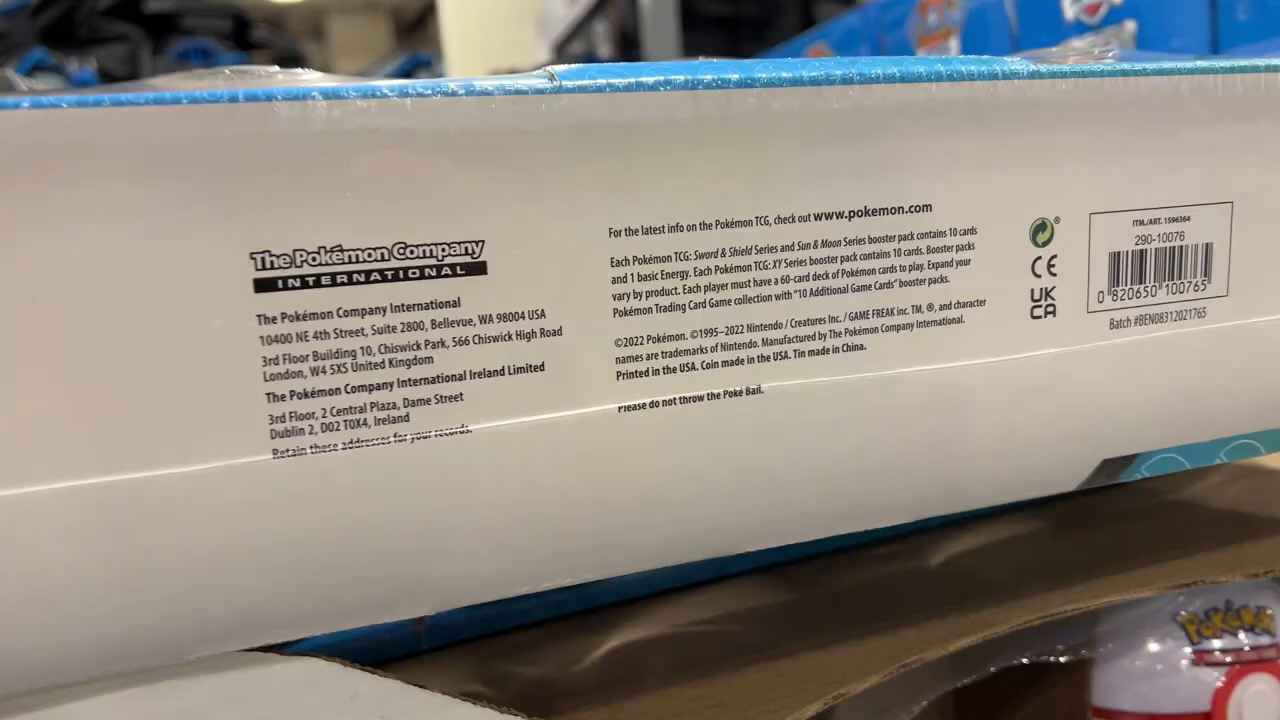 The Pokémon Company
INTERNATIONAL
The Pokémon Company International
10400 NE 4th Street, Suite 2800, Bellevue, WA 98004 USA
3rd Floor Building 10, Chiswick Park, 566 Chiswick High Road
London, W4 5XS United Kingdom
The Pokémon Company International Ireland Limited
3rd Floor, 2 Central Plaza, Dame Street
Dublin 2, D02 T0X4, Ireland
Retain these addresses for your records.
For the latest info on the Pokémon TCG, check out www.pokemon.com
Each Pokémon TCG: Sword & Shield Series and Sun & Moon Series booster pack contains 10 cards
and 1 basic Energy. Each Pokémon TCG: XY Series booster pack contains 10 cards. Booster packs
vary by product. Each player must have a 60-card deck of Pokémon cards to play. Expand your
Pokémon Trading Card Game collection with "10 Additional Game Cards" booster packs.
©2022 Pokémon. ©1995–2022 Nintendo / Creatures Inc. / GAME FREAK inc. TM, ®, and character
names are trademarks of Nintendo. Manufactured by The Pokémon Company International.
Printed in the USA. Coin made in the USA. Tin made in China.
Please do not throw the Poké Ball.
®
CE
UK
CA
ITM./ART. 1596364
290-10076
0 820650 100765
Batch #BEN08312021765
Pokémon